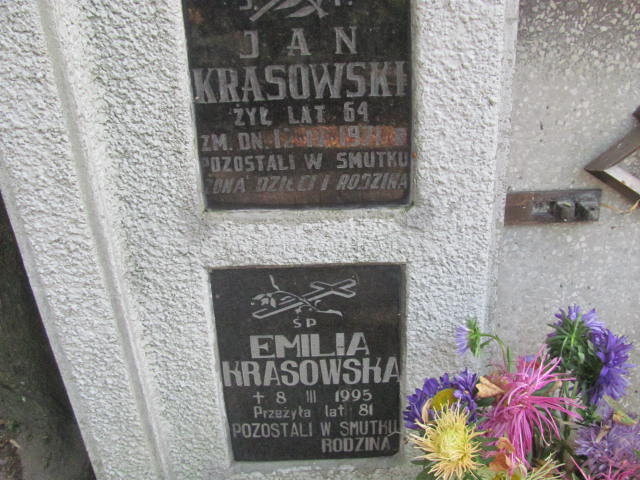 Ś. P.
JAN
KRASOWSKI
ŻYŁ LAT 64
ZM. DN.
POZOSTALI W SMUTKU
ŻONA DZIECI I RODZINA
ŚP
EMILIA
KRASOWSKA
+ 8 III 1995
Przeżyła lat 81
POZOSTALI W SMUTKU
RODZINA